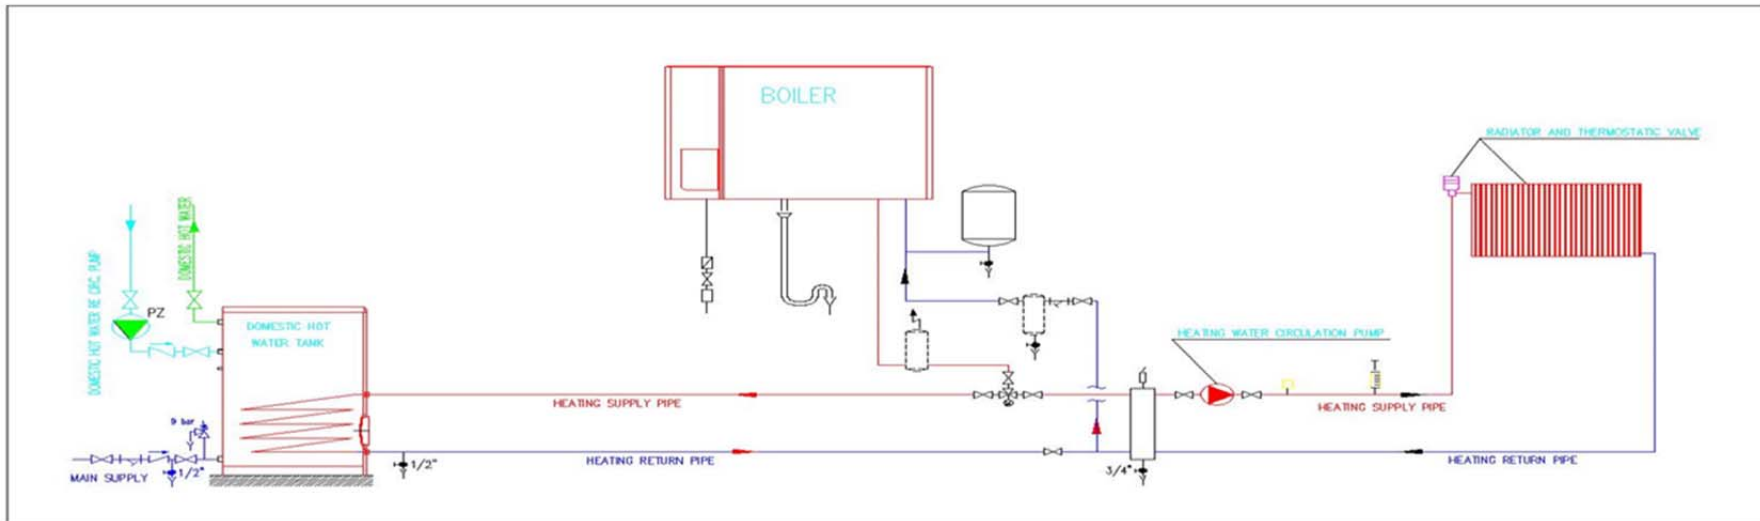 BOILER
RADIATOR AND THERMOSTATIC VALVE
DOMESTIC HOT WATER RE CIRC. PUMP
DOMESTIC HOT WATER
PZ
DOMESTIC HOT
WATER TANK
HEATING WATER CIRCULATION PUMP
HEATING SUPPLY PIPE
HEATING SUPPLY PIPE
9 bar
HEATING RETURN PIPE
HEATING RETURN PIPE
1/2"
3/4"
MAIN SUPPLY
1/2"